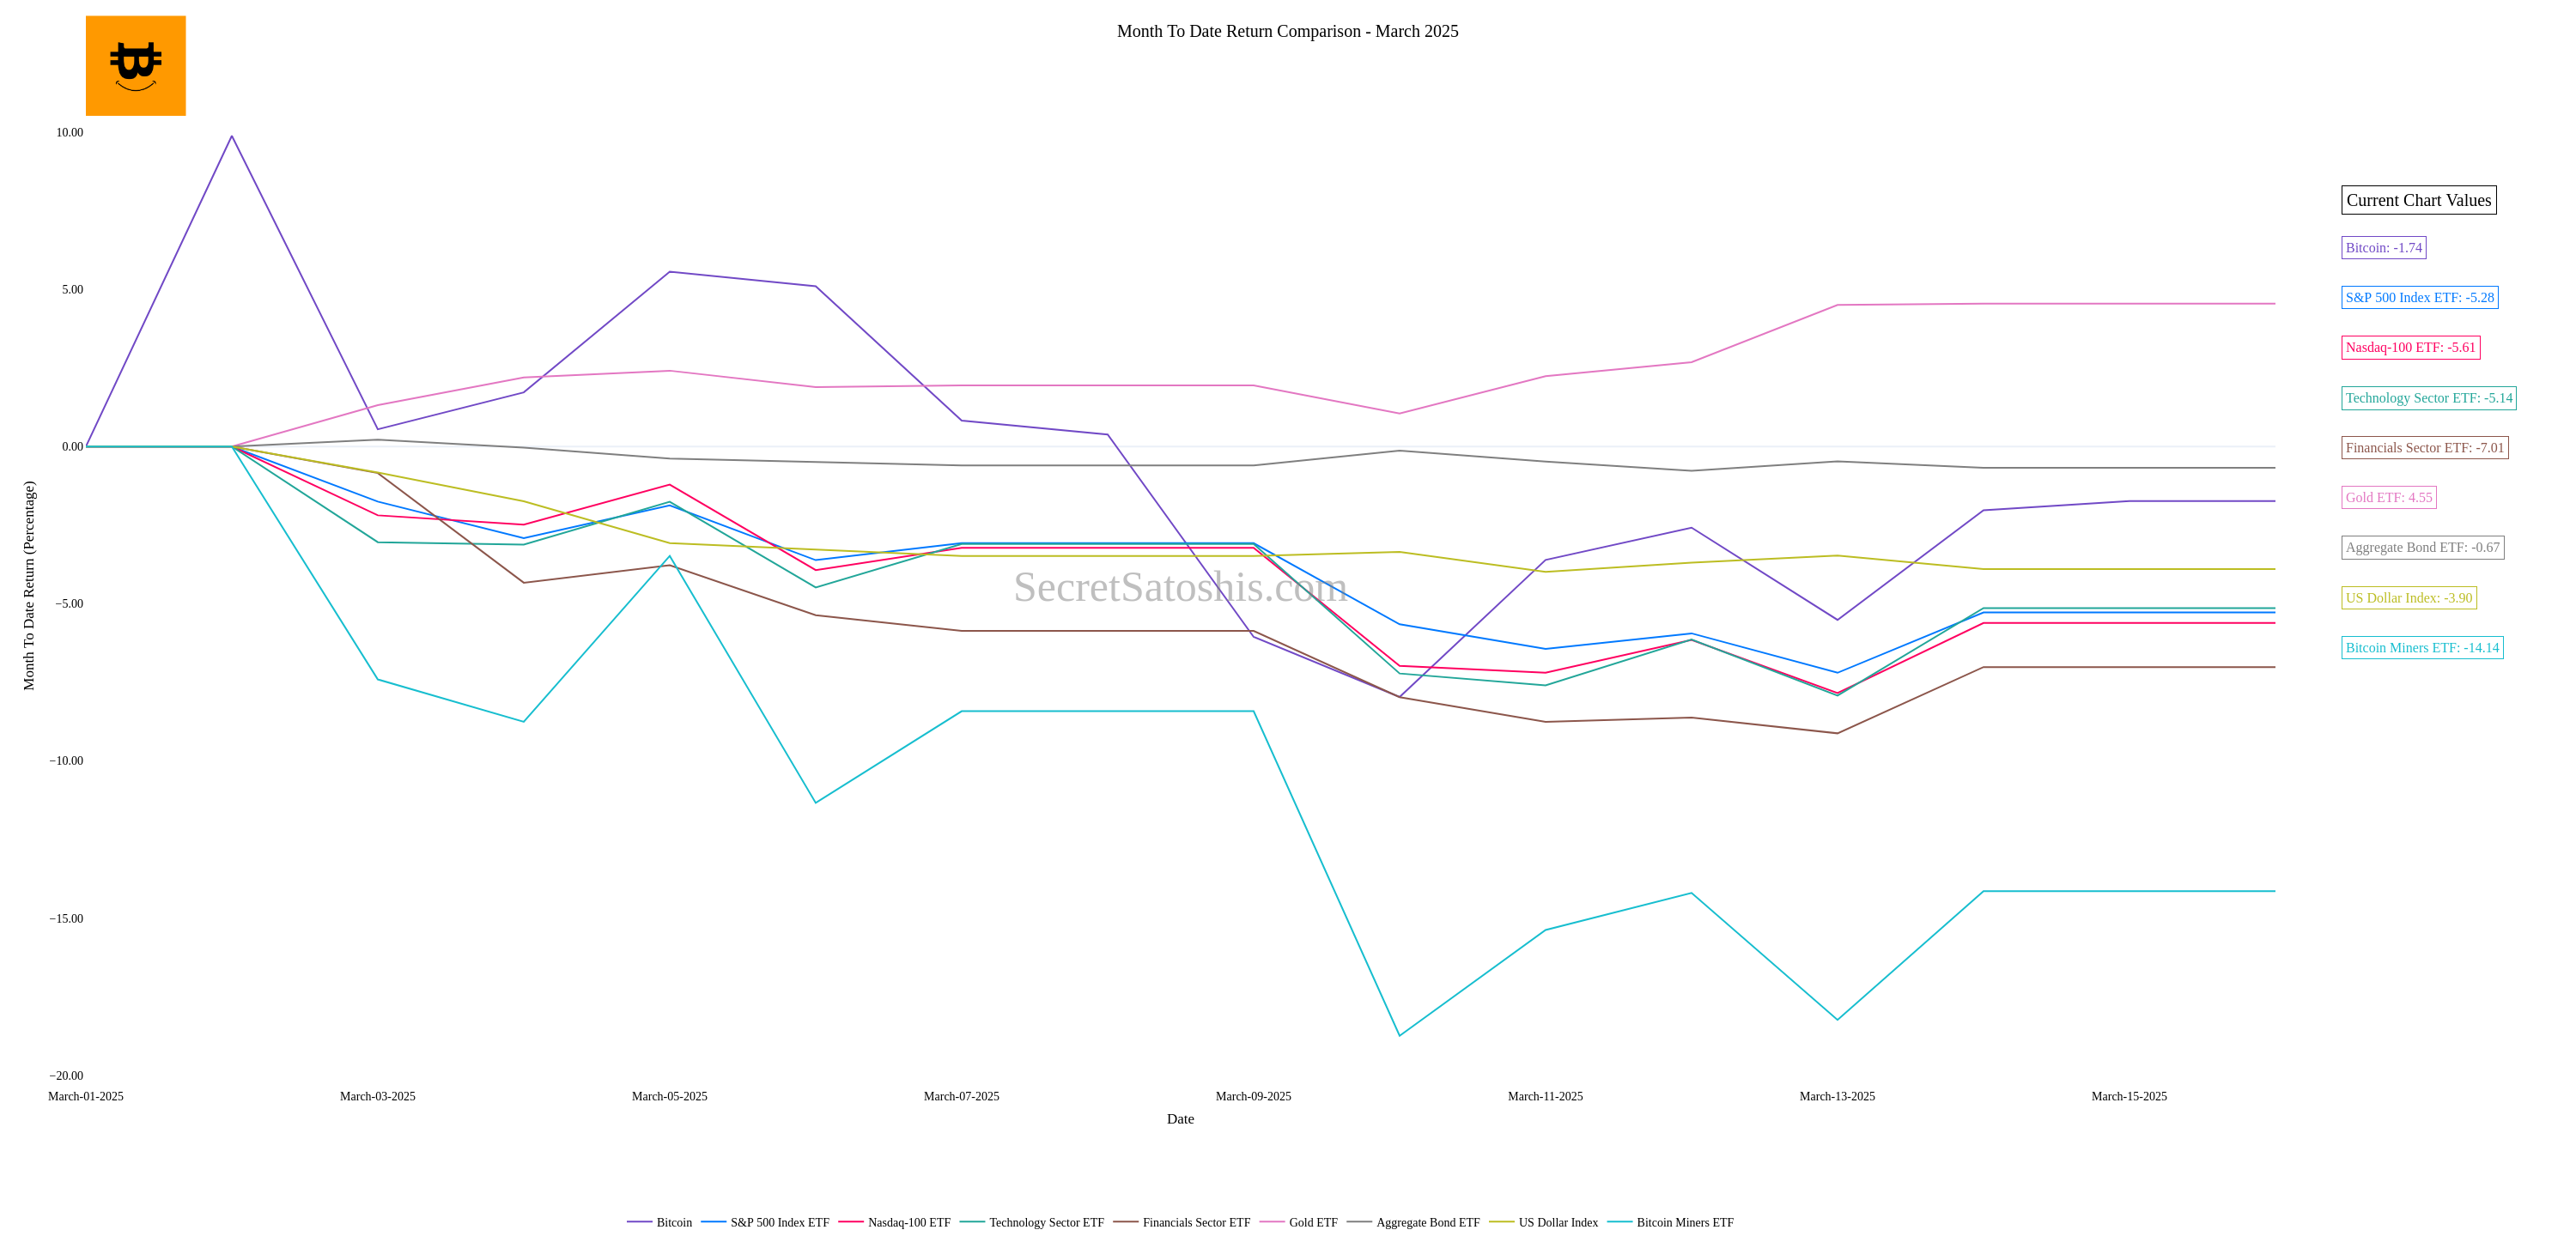 Month To Date Return Comparison - March 2025
10.00
5.00
0.00
−5.00
−10.00
−15.00
−20.00
Month To Date Return (Percentage)
SecretSatoshis.com
March-01-2025
March-03-2025
March-05-2025
March-07-2025
March-09-2025
March-11-2025
March-13-2025
March-15-2025
Date
Current Chart Values
Bitcoin: -1.74
S&P 500 Index ETF: -5.28
Nasdaq-100 ETF: -5.61
Technology Sector ETF: -5.14
Financials Sector ETF: -7.01
Gold ETF: 4.55
Aggregate Bond ETF: -0.67
US Dollar Index: -3.90
Bitcoin Miners ETF: -14.14
Bitcoin
S&P 500 Index ETF
Nasdaq-100 ETF
Technology Sector ETF
Financials Sector ETF
Gold ETF
Aggregate Bond ETF
US Dollar Index
Bitcoin Miners ETF